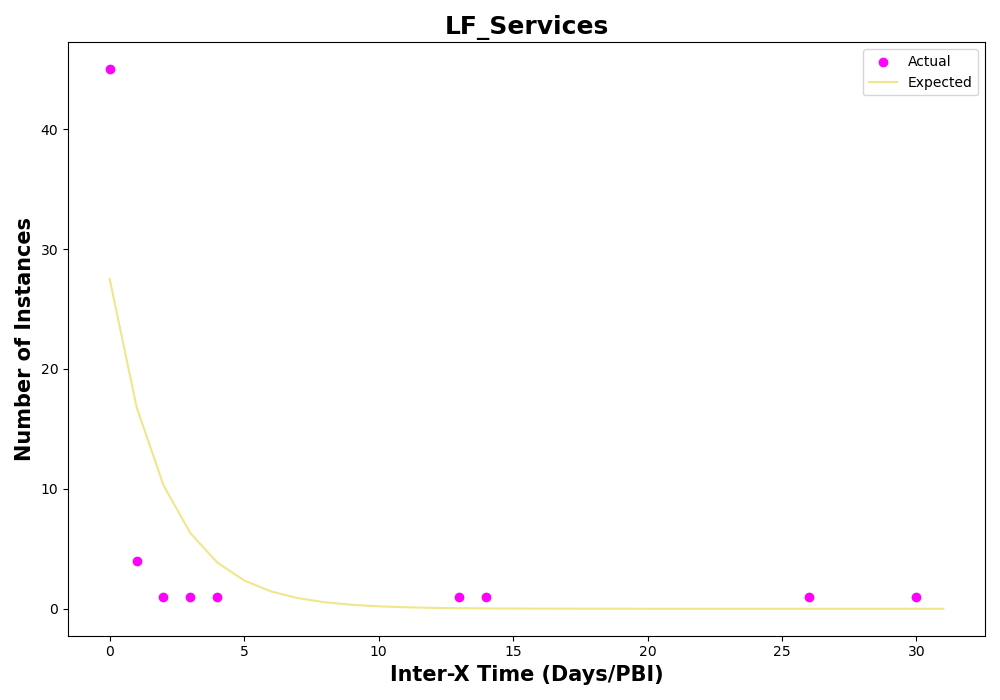 LF_Services
Actual
Expected
Number of Instances
40
30
20
10
0
0 5 10 15 20 25 30
Inter-X Time (Days/PBI)